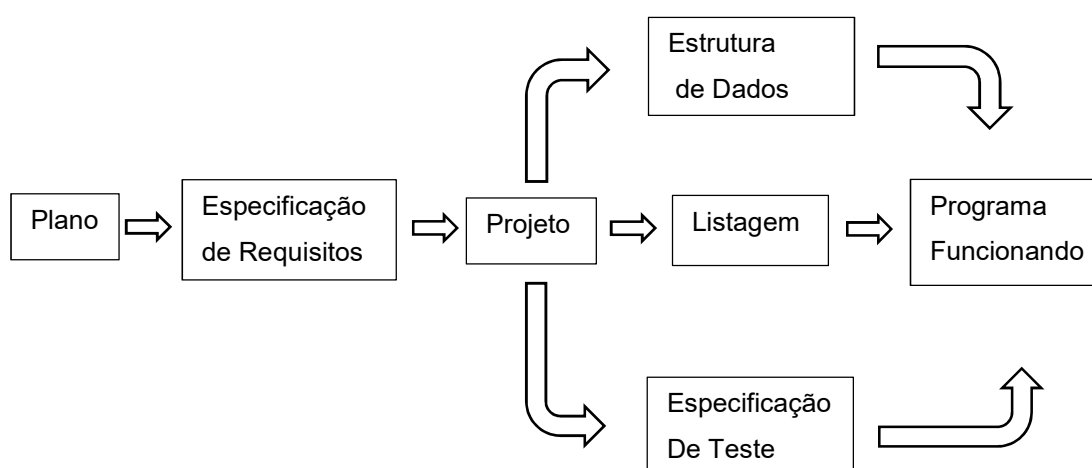 Estrutura
de Dados
Plano
Especificação
de Requisitos
Projeto
Listagem
Programa
Funcionando
Especificação
De Teste